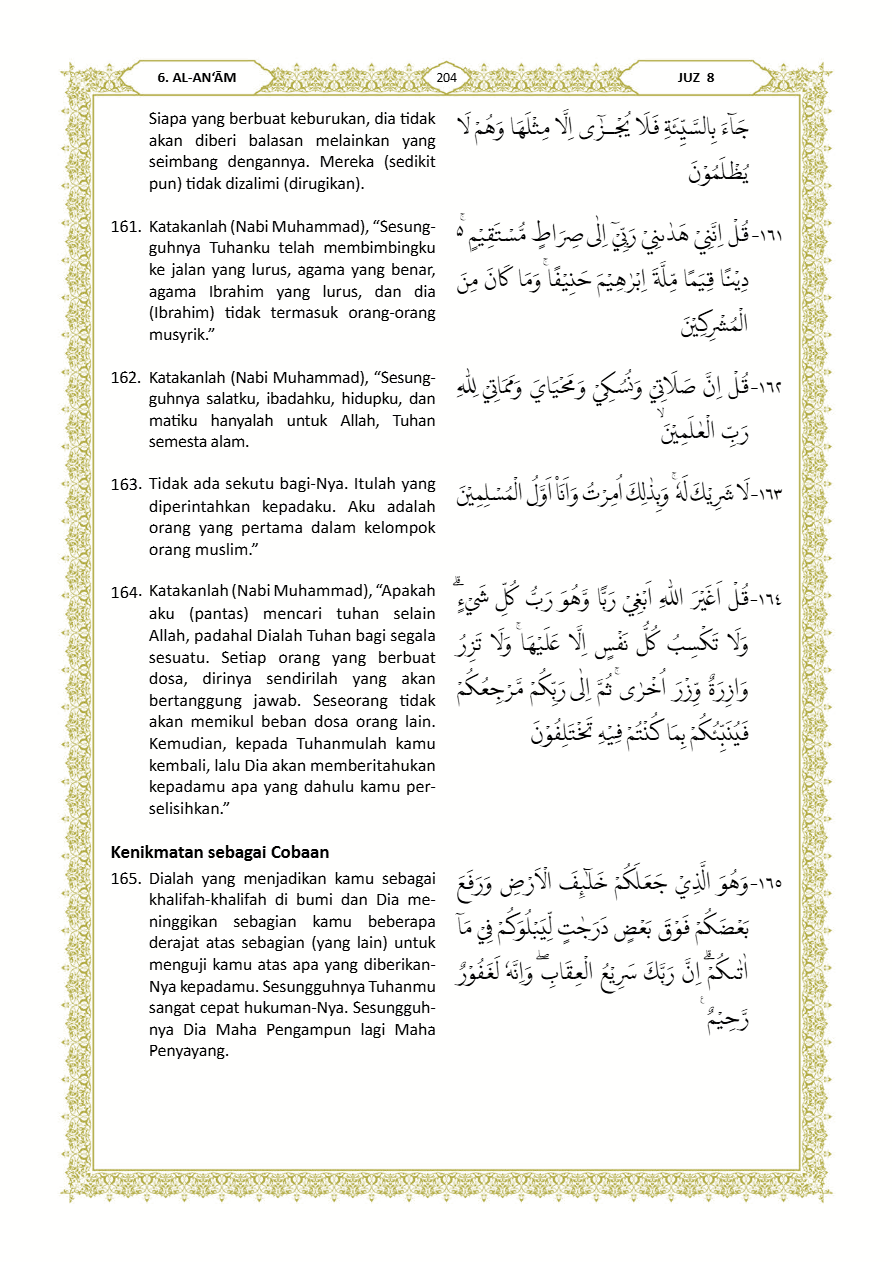 6. AL-AN‘ĀM
204
JUZ 8
Siapa yang berbuat keburukan, dia tidak
akan diberi balasan melainkan yang
seimbang dengannya. Mereka (sedikit
pun) tidak dizalimi (dirugikan).
جَاۤءَ بِالسَّيِّئَةِ فَلَا يُجْزٰٓى اِلَّا مِثْلَهَا وَهُمْ لَا
يُظْلَمُوْنَ
161. Katakanlah (Nabi Muhammad), “Sesung-
guhnya Tuhanku telah membimbingku
ke jalan yang lurus, agama yang benar,
agama Ibrahim yang lurus, dan dia
(Ibrahim) tidak termasuk orang-orang
musyrik.”
١٦١- قُلْ اِنَّنِيْ هَدٰىنِيْ رَبِّيْٓ اِلٰى صِرَاطٍ مُّسْتَقِيْمٍ ۚ ە
دِيْنًا قِيَمًا مِّلَّةَ اِبْرٰهِيْمَ حَنِيْفًاۚ وَمَا كَانَ مِنَ
الْمُشْرِكِيْنَ
162. Katakanlah (Nabi Muhammad), “Sesung-
guhnya salatku, ibadahku, hidupku, dan
matiku hanyalah untuk Allah, Tuhan
semesta alam.
١٦٢- قُلْ اِنَّ صَلَاتِيْ وَنُسُكِيْ وَمَحْيَايَ وَمَمَاتِيْ لِلّٰهِ
رَبِّ الْعٰلَمِيْنَۙ
163. Tidak ada sekutu bagi-Nya. Itulah yang
diperintahkan kepadaku. Aku adalah
orang yang pertama dalam kelompok
orang muslim.”
١٦٣- لَا شَرِيْكَ لَهٗ ۚوَبِذٰلِكَ اُمِرْتُ وَاَنَا۠ اَوَّلُ الْمُسْلِمِيْنَ
164. Katakanlah (Nabi Muhammad), “Apakah
aku (pantas) mencari tuhan selain
Allah, padahal Dialah Tuhan bagi segala
sesuatu. Setiap orang yang berbuat
dosa, dirinya sendirilah yang akan
bertanggung jawab. Seseorang tidak
akan memikul beban dosa orang lain.
Kemudian, kepada Tuhanmulah kamu
kembali, lalu Dia akan memberitahukan
kepadamu apa yang dahulu kamu per-
selisihkan.”
١٦٤- قُلْ اَغَيْرَ اللّٰهِ اَبْغِيْ رَبًّا وَّهُوَ رَبُّ كُلِّ شَيْءٍۗ
وَلَا تَكْسِبُ كُلُّ نَفْسٍ اِلَّا عَلَيْهَاۚ وَلَا تَزِرُ
وَازِرَةٌ وِّزْرَ اُخْرٰىۚ ثُمَّ اِلٰى رَبِّكُمْ مَّرْجِعُكُمْ
فَيُنَبِّئُكُمْ بِمَا كُنْتُمْ فِيْهِ تَخْتَلِفُوْنَ
Kenikmatan sebagai Cobaan
165. Dialah yang menjadikan kamu sebagai
khalifah-khalifah di bumi dan Dia me-
ninggikan sebagian kamu beberapa
derajat atas sebagian (yang lain) untuk
menguji kamu atas apa yang diberikan-
Nya kepadamu. Sesungguhnya Tuhanmu
sangat cepat hukuman-Nya. Sesungguh-
nya Dia Maha Pengampun lagi Maha
Penyayang.
١٦٥- وَهُوَ الَّذِيْ جَعَلَكُمْ خَلٰۤىِٕفَ الْاَرْضِ وَرَفَعَ
بَعْضَكُمْ فَوْقَ بَعْضٍ دَرَجٰتٍ لِّيَبْلُوَكُمْ فِيْ مَآ
اٰتٰىكُمْۗ اِنَّ رَبَّكَ سَرِيْعُ الْعِقَابِۖ وَاِنَّهٗ لَغَفُوْرٌ
رَّحِيْمٌ ࣖ